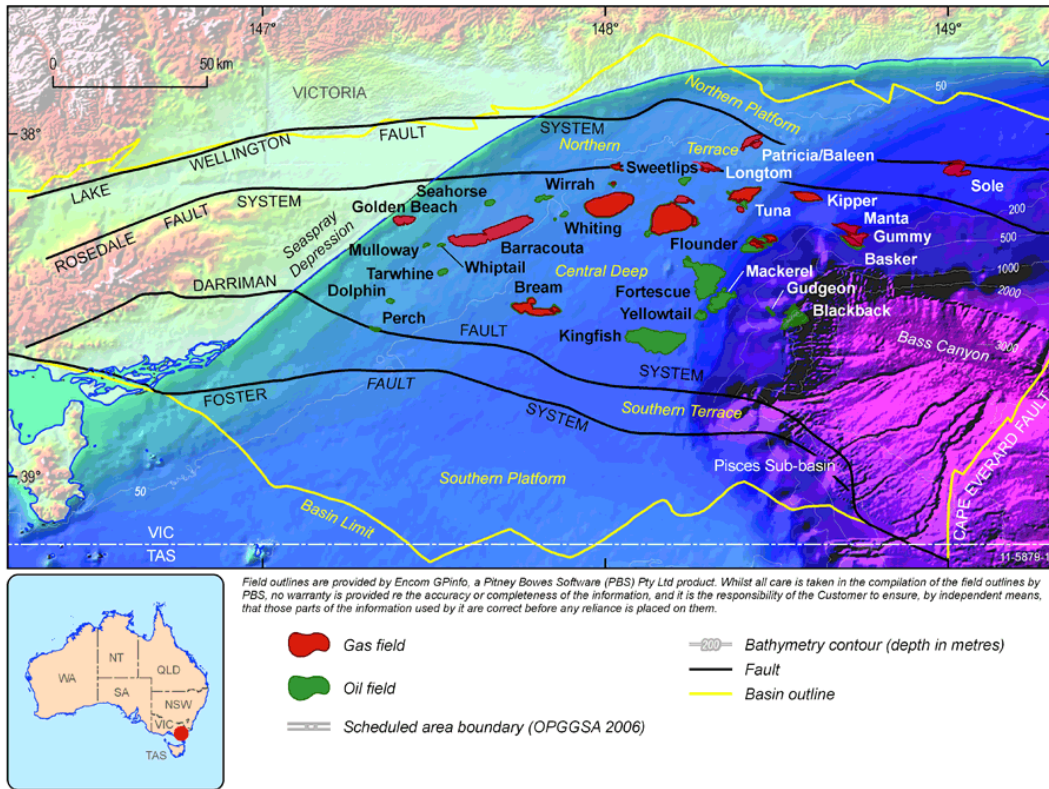 147°
148°
149°
0
50 km
VICTORIA
Northern Platform
50
38°
38°
LAKE WELLINGTON FAULT SYSTEM
Northern Terrace
Patricia/Baleen
Sweetlips
Longtom
Sole
Wirrah
Seahorse
ROSEDALE FAULT SYSTEM
Golden Beach
Tuna
Kipper
200
Whiting
Manta
Gummy
500
Seaspray
Depression
Mulloway
Barracouta
Flounder
Basker
Whiptail
1000
Tarwhine
Central Deep
Mackerel
DARRIMAN FAULT SYSTEM
Bream
Gudgeon
2000
Dolphin
Fortescue
Yellowtail
Blackback
Perch
Kingfish
Bass Canyon
3000
FOSTER FAULT SYSTEM
Southern Terrace
Pisces Sub-basin
39°
39°
50
Southern Platform
CAPE EVERARD FAULT
Basin Limit
VIC
TAS
11-5879-1
Field outlines are provided by Encom GPinfo, a Pitney Bowes Software (PBS) Pty Ltd product. Whilst all care is taken in the compilation of the field outlines by
PBS, no warranty is provided re the accuracy or completeness of the information, and it is the responsibility of the Customer to ensure, by independent means,
that those parts of the information used by it are correct before any reliance is placed on them.
Gas field
Oil field
Scheduled area boundary (OPGGSA 2006)
200
Bathymetry contour (depth in metres)
Fault
Basin outline
WA
NT
QLD
SA
NSW
VIC
TAS